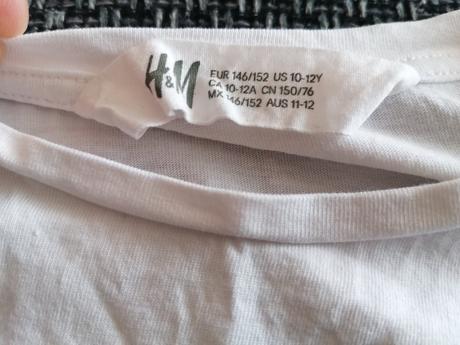 H&M
EUR 146/152 US 10-12Y
CA 10-12A CN 150/76
MX 146/152 AUS 11-12